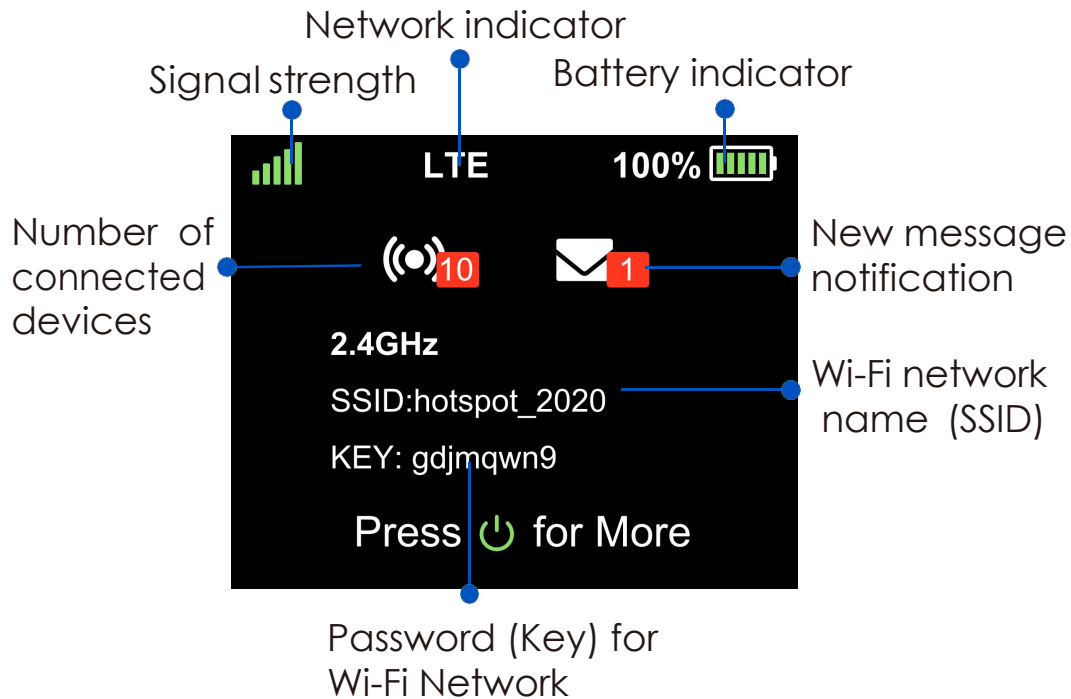 Network indicator
Signal strength
Battery indicator
LTE
100%
Number of
connected
devices
10
1
New message
notification
2.4GHz
SSID:hotspot_2020
Wi-Fi network
name (SSID)
KEY: gdjmqwn9
Press for More
Password (Key) for
Wi-Fi Network